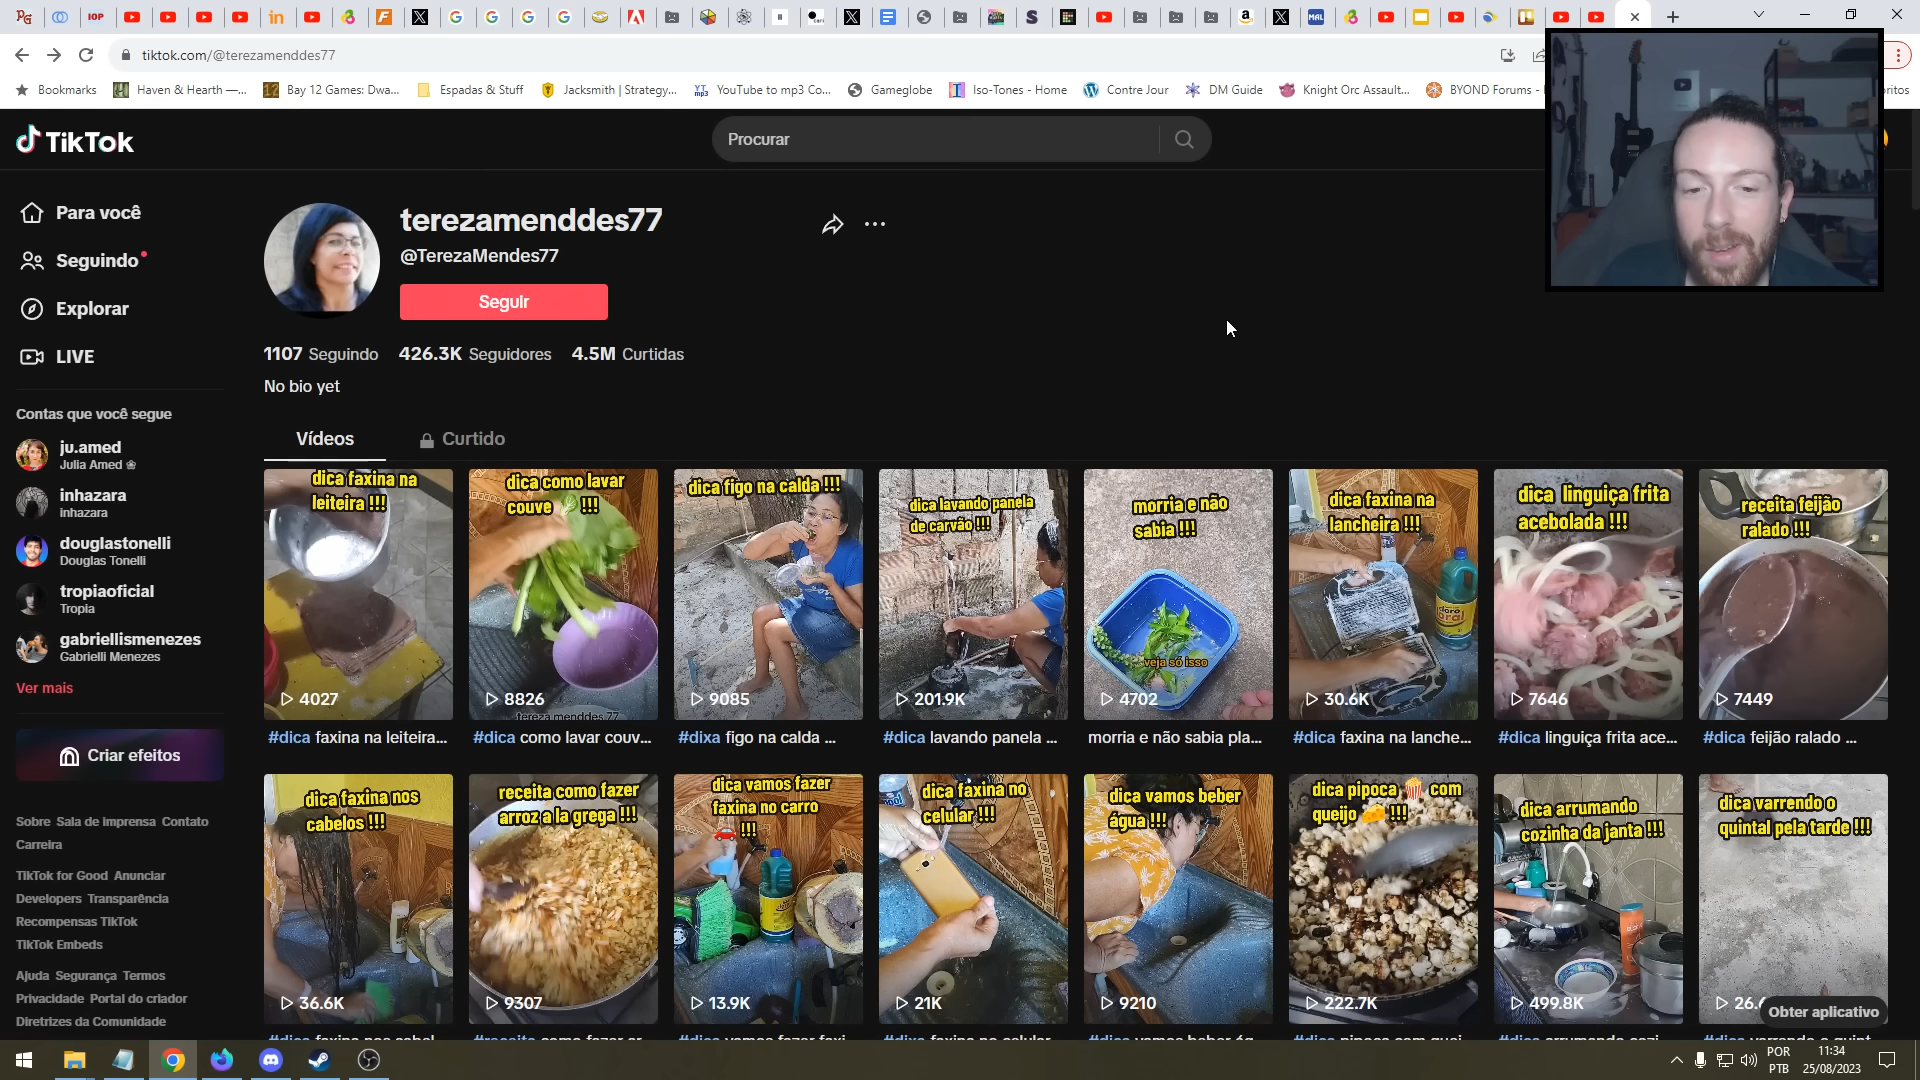 tiktok.com/@terezamenddes77
Bookmarks
Haven & Hearth —...
Bay 12 Games: Dwa...
Espadas & Stuff
Jacksmith | Strategy...
YouTube to mp3 Co...
Gameglobe
Iso-Tones - Home
Contre Jour
DM Guide
Knight Orc Assault...
BYOND Forums -
TikTok
Procurar
Para você
Seguindo
Explorar
LIVE
Contas que você segue
ju.amed
Julia Amed
inhazara
inhazara
douglastonelli
Douglas Tonelli
tropiaoficial
Tropia
gabriellismenezes
Gabrielli Menezes
Ver mais
Criar efeitos
Sobre Sala de imprensa Contato
Carreira
TikTok for Good Anunciar
Developers Transparência
Recompensas TikTok
TikTok Embeds
Ajuda Segurança Termos
Privacidade Portal do criador
Diretrizes da Comunidade
terezamenddes77
@TerezaMendes77
Seguir
1107 Seguindo 426.3K Seguidores 4.5M Curtidas
No bio yet
Vídeos
Curtido
dica faxina na
leiteira !!!
4027
#dica faxina na leiteira...
dica como lavar
couve !!!
8826
tereza menddes 77
#dica como lavar couv...
dica figo na calda !!!
9085
#dixa figo na calda ...
dica lavando panela
de carvão !!!
201.9K
#dica lavando panela ...
morria e não
sabia !!!
veja só isso
4702
morria e não sabia pla...
dica faxina na
lancheira !!!
30.6K
#dica faxina na lanche...
dica linguiça frita
acebolada !!!
7646
#dica linguiça frita ace...
receita feijão
ralado !!!
7449
#dica feijão ralado ...
dica faxina nos
cabelos !!!
36.6K
receita como fazer
arroz a la grega !!!
9307
dica vamos fazer
faxina no carro
🚗 !!!
13.9K
dica faxina no
celular !!!
21K
dica vamos beber
água !!!
9210
dica pipoca 🍿 com
queijo 🧀 !!!
222.7K
dica arrumando
cozinha da janta !!!
499.8K
dica varrendo o
quintal pela tarde !!!
Obter aplicativo
POR
PTB
11:34
25/08/2023